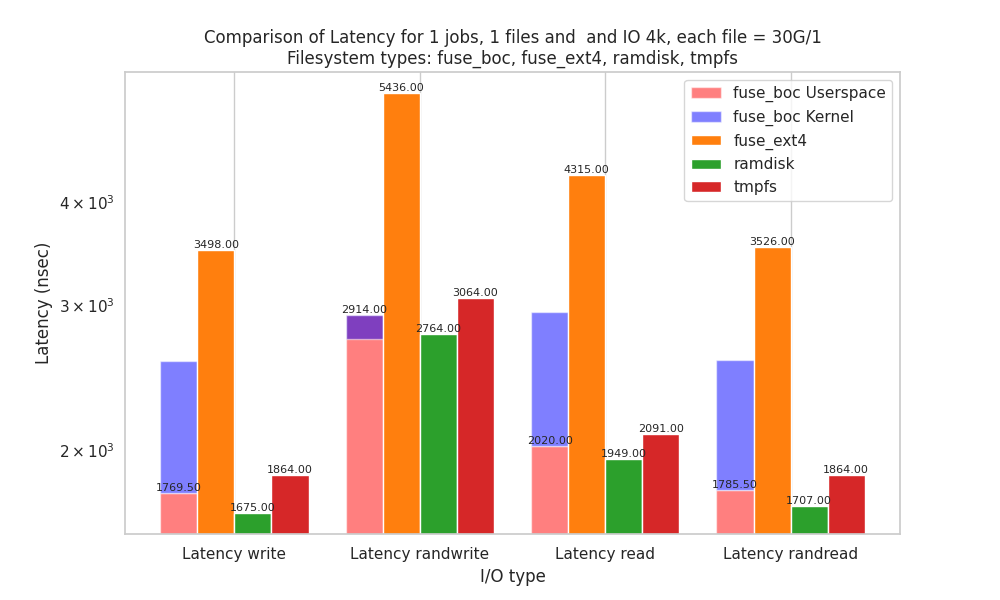 Comparison of Latency for 1 jobs, 1 files and  and IO 4k, each file = 30G/1
Filesystem types: fuse_boc, fuse_ext4, ramdisk, tmpfs
fuse_boc Userspace
fuse_boc Kernel
fuse_ext4
ramdisk
tmpfs
Latency (nsec)
4 × 10³
3 × 10³
2 × 10³
1769.50
3498.00
1675.00
1864.00
2914.00
5436.00
2764.00
3064.00
2020.00
4315.00
1949.00
2091.00
1785.50
3526.00
1707.00
1864.00
Latency write
Latency randwrite
Latency read
Latency randread
I/O type